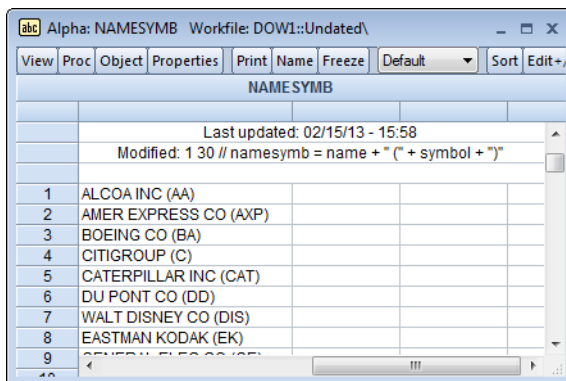 abc Alpha: NAMESYMB Workfile: DOW1::Undated\
View Proc Object Properties Print Name Freeze Default Sort Edit+/
NAMESYMB
Last updated: 02/15/13 - 15:58
Modified: 1 30 // namesymb = name + " (" + symbol + ")"
1 ALCOA INC (AA)
2 AMER EXPRESS CO (AXP)
3 BOEING CO (BA)
4 CITIGROUP (C)
5 CATERPILLAR INC (CAT)
6 DU PONT CO (DD)
7 WALT DISNEY CO (DIS)
8 EASTMAN KODAK (EK)
9